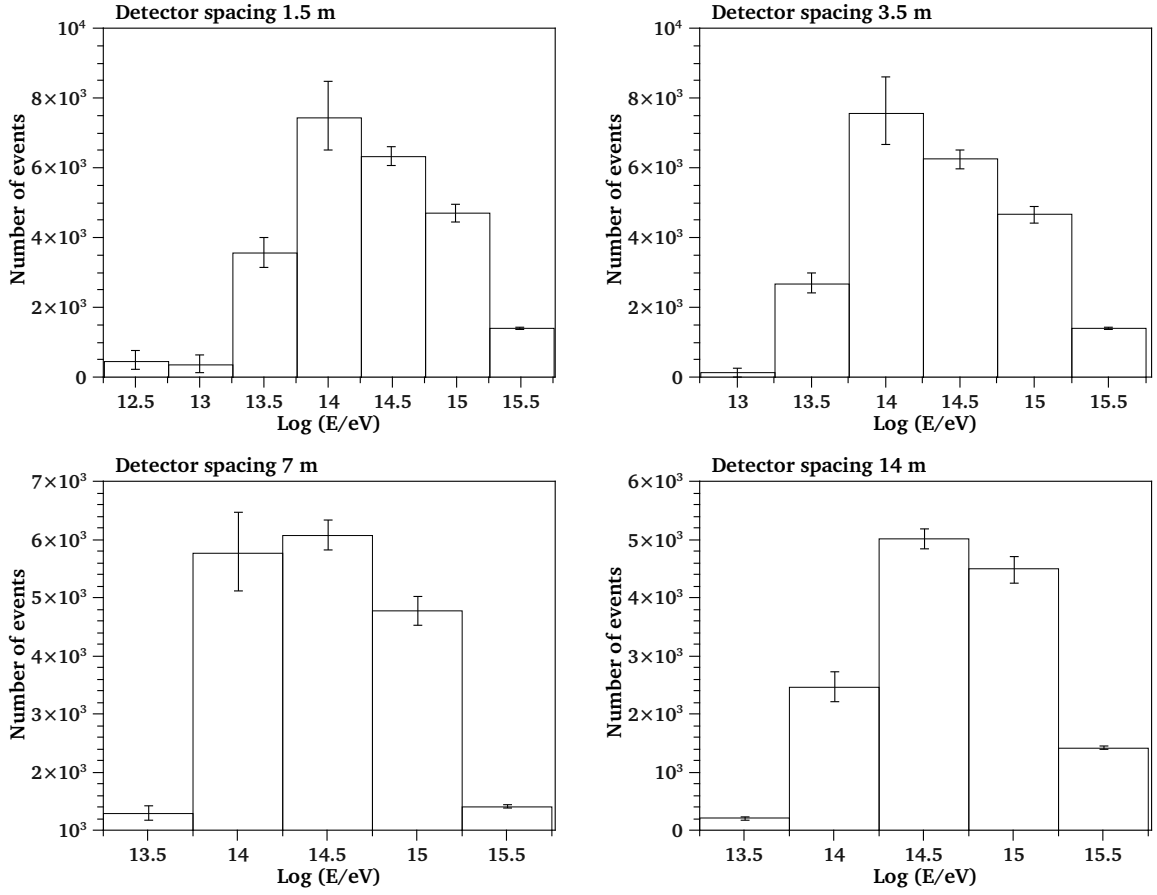 Detector spacing 1.5 m
10⁴
8×10³
6×10³
4×10³
2×10³
0
Number of events
12.5 13 13.5 14 14.5 15 15.5
Log (E/eV)
Detector spacing 3.5 m
10⁴
8×10³
6×10³
4×10³
2×10³
0
Number of events
13 13.5 14 14.5 15 15.5
Log (E/eV)
Detector spacing 7 m
7×10³
6×10³
5×10³
4×10³
3×10³
2×10³
10³
Number of events
13.5 14 14.5 15 15.5
Log (E/eV)
Detector spacing 14 m
6×10³
5×10³
4×10³
3×10³
2×10³
10³
0
Number of events
13.5 14 14.5 15 15.5
Log (E/eV)